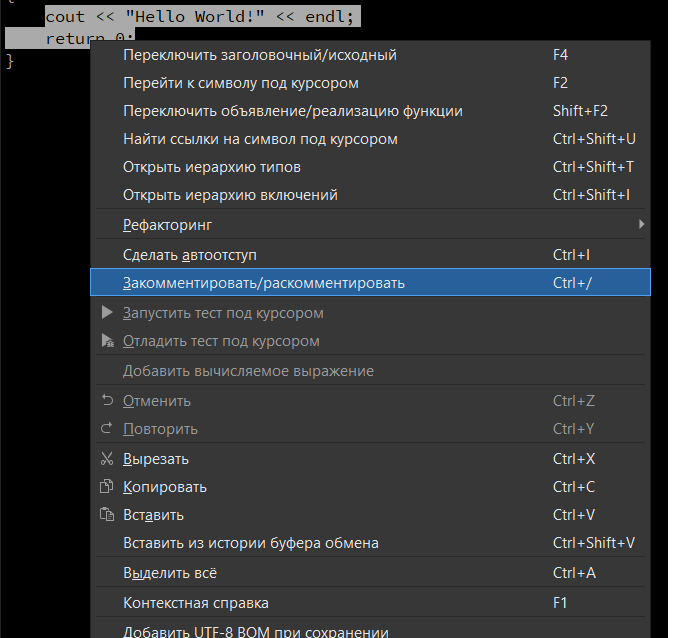 {
cout << "Hello World!" << endl;
return 0;
}
Переключить заголовочный/исходный F4
Перейти к символу под курсором F2
Переключить объявление/реализацию функции Shift+F2
Найти ссылки на символ под курсором Ctrl+Shift+U
Открыть иерархию типов Ctrl+Shift+T
Открыть иерархию включений Ctrl+Shift+I
Рефакторинг
Сделать автоотступ Ctrl+I
Закомментировать/раскомментировать Ctrl+/
Запустить тест под курсором
Отладить тест под курсором
Добавить вычисляемое выражение
Отменить Ctrl+Z
Повторить Ctrl+Y
Вырезать Ctrl+X
Копировать Ctrl+C
Вставить Ctrl+V
Вставить из истории буфера обмена Ctrl+Shift+V
Выделить всё Ctrl+A
Контекстная справка F1
Добавить UTF-8 BOM при сохранении